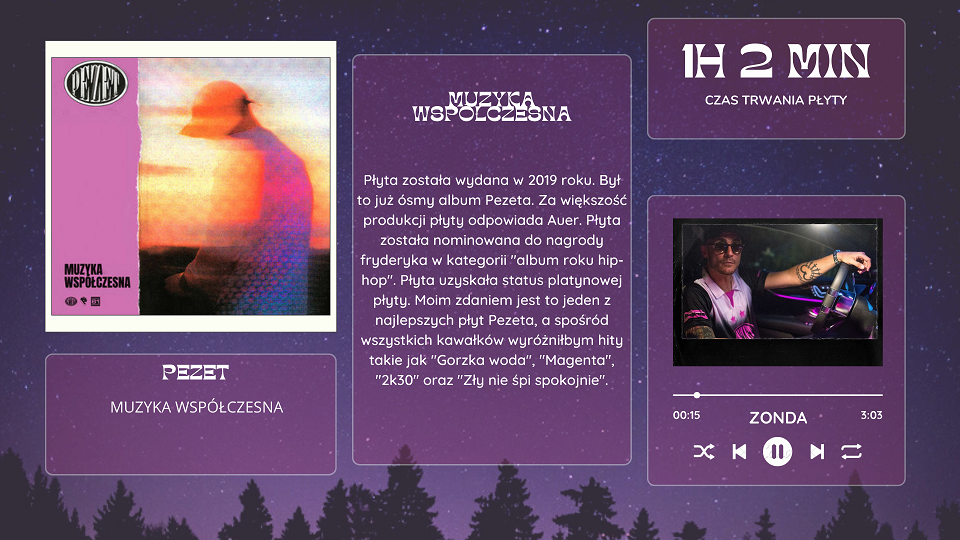 PEZET
MUZYKA
WSPÓŁCZESNA
PEZET
MUZYKA WSPÓŁCZESNA
MUZYKA
WSPÓŁCZESNA
Płyta została wydana w 2019 roku. Był
to już ósmy album Pezeta. Za większość
produkcji płyty odpowiada Auer. Płyta
została nominowana do nagrody
fryderyka w kategorii "album roku hip-
hop". Płyta uzyskała status platynowej
płyty. Moim zdaniem jest to jeden z
najlepszych płyt Pezeta, a spośród
wszystkich kawałków wyróżniłbym hity
takie jak "Gorzka woda", "Magenta",
"2k30" oraz "Zły nie śpi spokojnie".
1H 2 MIN
CZAS TRWANIA PŁYTY
00:15
ZONDA
3:03